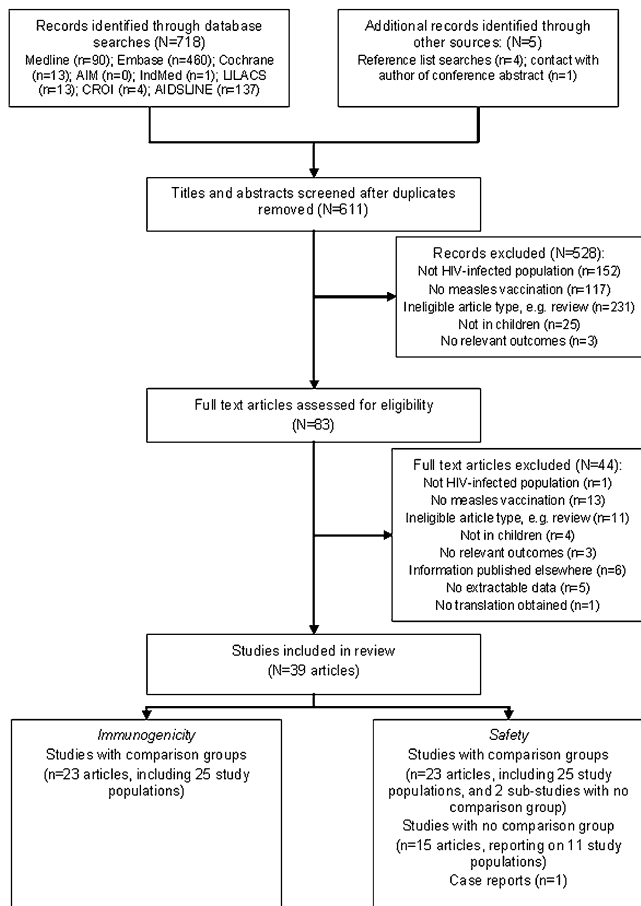 Records identified through database
searches (N=718)
Medline (n=90); Embase (n=460); Cochrane
(n=13); AIM (n=0); IndMed (n=1); LILACS
(n=13); CROI (n=4); AIDSLINE (n=137)
Additional records identified through
other sources: (N=5)
Reference list searches (n=4); contact with
author of conference abstract (n=1)
Titles and abstracts screened after duplicates
removed (N=611)
Records excluded (N=528):
Not HIV-infected population (n=152)
No measles vaccination (n=117)
Ineligible article type, e.g. review (n=231)
Not in children (n=25)
No relevant outcomes (n=3)
Full text articles assessed for eligibility
(N=83)
Full text articles excluded (N=44):
Not HIV-infected population (n=1)
No measles vaccination (n=13)
Ineligible article type, e.g. review (n=11)
Not in children (n=4)
No relevant outcomes (n=3)
Information published elsewhere (n=6)
No extractable data (n=5)
No translation obtained (n=1)
Studies included in review
(N=39 articles)
Immunogenicity
Studies with comparison groups
(n=23 articles, including 25 study
populations)
Safety
Studies with comparison groups
(n=23 articles, including 25 study
populations, and 2 sub-studies with no
comparison group)
Studies with no comparison group
(n=15 articles, reporting on 11 study
populations)
Case reports (n=1)